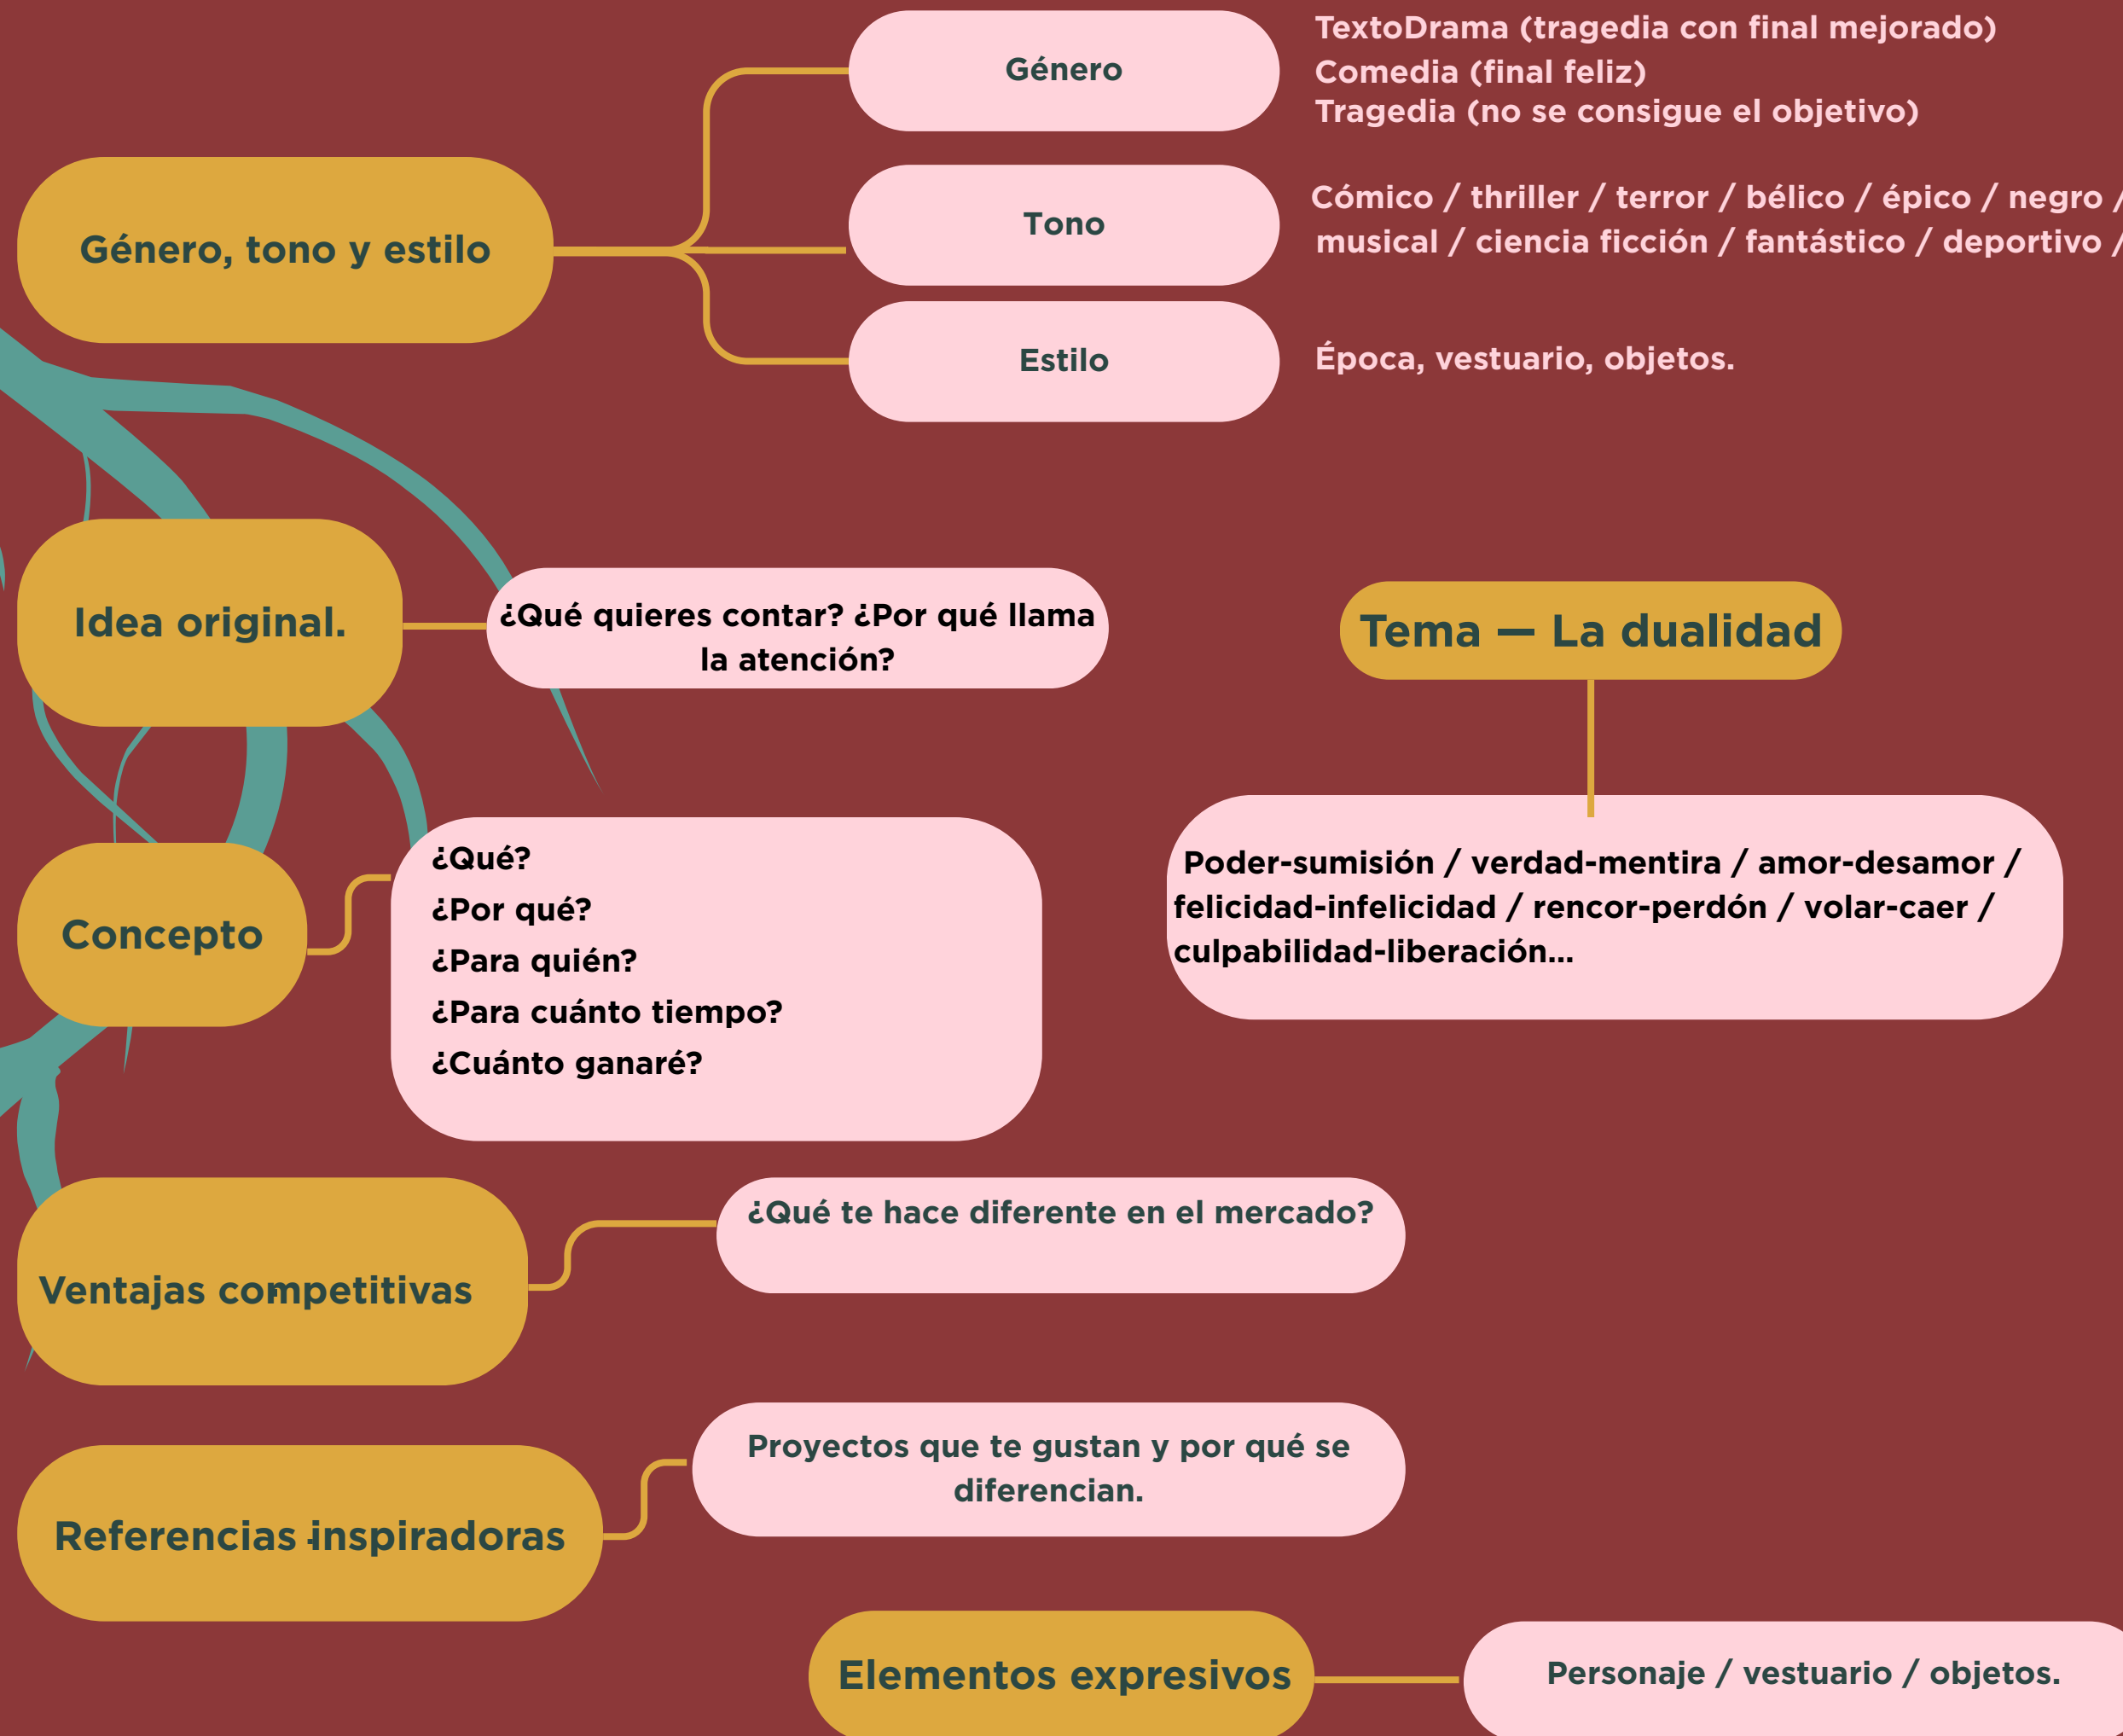 Género, tono y estilo
Género
TextoDrama (tragedia con final mejorado)
Comedia (final feliz)
Tragedia (no se consigue el objetivo)
Tono
Cómico / thriller / terror / bélico / épico / negro /
musical / ciencia ficción / fantástico / deportivo /
Estilo
Época, vestuario, objetos.
Idea original.
¿Qué quieres contar? ¿Por qué llama
la atención?
Tema — La dualidad
Poder-sumisión / verdad-mentira / amor-desamor /
felicidad-infelicidad / rencor-perdón / volar-caer /
culpabilidad-liberación...
Concepto
¿Qué?
¿Por qué?
¿Para quién?
¿Para cuánto tiempo?
¿Cuánto ganaré?
Ventajas competitivas
¿Qué te hace diferente en el mercado?
Referencias inspiradoras
Proyectos que te gustan y por qué se
diferencian.
Elementos expresivos
Personaje / vestuario / objetos.